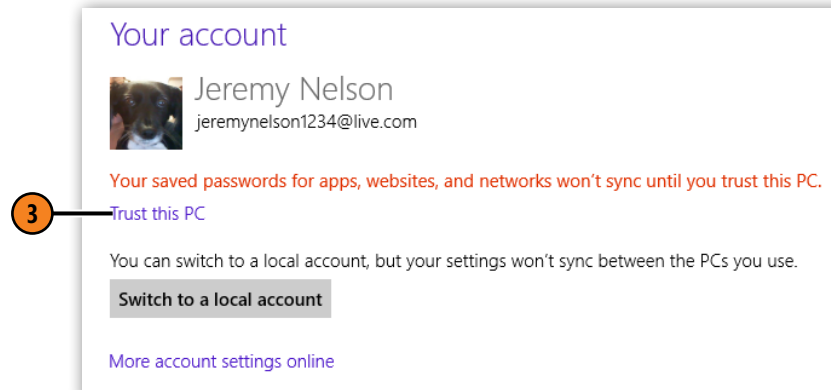 Your account
Jeremy Nelson
jeremynelson1234@live.com
Your saved passwords for apps, websites, and networks won't sync until you trust this PC.
3
Trust this PC
You can switch to a local account, but your settings won't sync between the PCs you use.
Switch to a local account
More account settings online